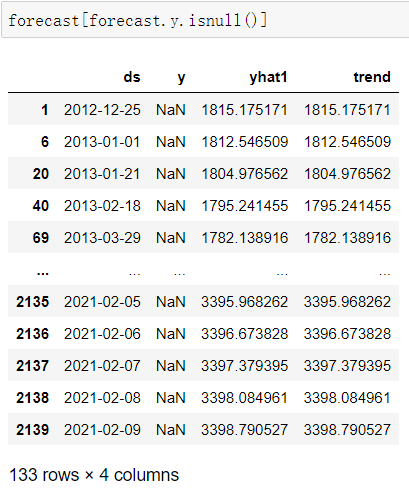 forecast[forecast.y.isnull()]
ds y yhat1 trend
1 2012-12-25 NaN 1815.175171 1815.175171
6 2013-01-01 NaN 1812.546509 1812.546509
20 2013-01-21 NaN 1804.976562 1804.976562
40 2013-02-18 NaN 1795.241455 1795.241455
69 2013-03-29 NaN 1782.138916 1782.138916
... ... ... ... ...
2135 2021-02-05 NaN 3395.968262 3395.968262
2136 2021-02-06 NaN 3396.673828 3396.673828
2137 2021-02-07 NaN 3397.379395 3397.379395
2138 2021-02-08 NaN 3398.084961 3398.084961
2139 2021-02-09 NaN 3398.790527 3398.790527
133 rows × 4 columns